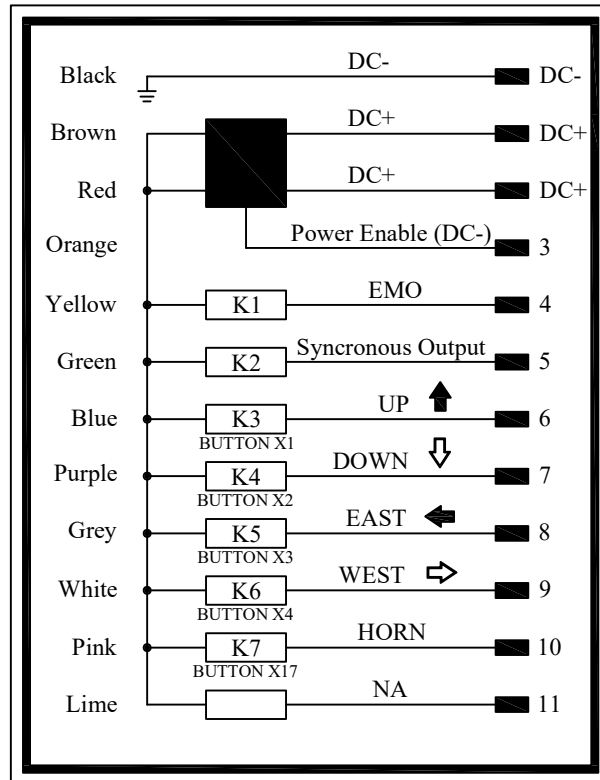 Black DC- DC-
Brown DC+ DC+
Red DC+ DC+
Orange Power Enable (DC-) 3
Yellow K1 EMO 4
Green K2 Syncronous Output 5
Blue K3 UP 6
BUTTON X1
Purple K4 DOWN 7
BUTTON X2
Grey K5 EAST 8
BUTTON X3
White K6 WEST 9
BUTTON X4
Pink K7 HORN 10
BUTTON X17
Lime NA 11